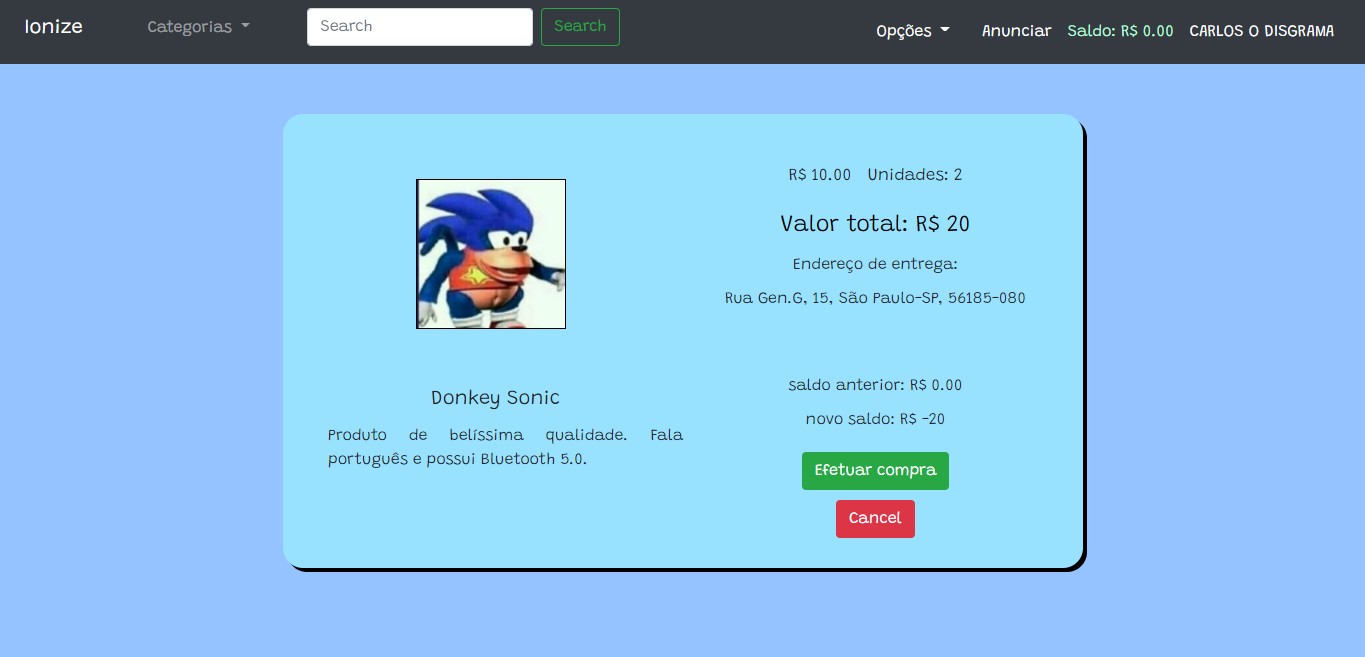 Ionize
Categorias
Search
Search
Opções
Anunciar
Saldo: R$ 0.00
CARLOS O DISGRAMA
R$ 10.00 Unidades: 2
Valor total: R$ 20
Endereço de entrega:
Rua Gen.G, 15, São Paulo-SP, 56185-080
saldo anterior: R$ 0.00
novo saldo: R$ -20
Efetuar compra
Cancel
Donkey Sonic
Produto de belíssima qualidade. Fala
português e possui Bluetooth 5.0.